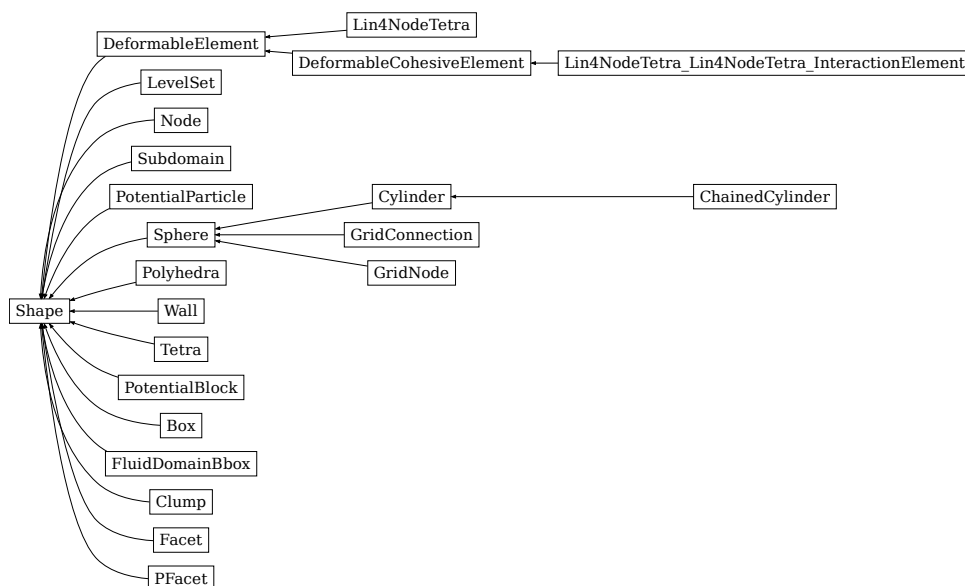 Lin4NodeTetra
DeformableElement
DeformableCohesiveElement
Lin4NodeTetra_Lin4NodeTetra_InteractionElement
LevelSet
Node
Subdomain
PotentialParticle
Cylinder
ChainedCylinder
Sphere
GridConnection
GridNode
Polyhedra
Shape
Wall
Tetra
PotentialBlock
Box
FluidDomainBbox
Clump
Facet
PFacet